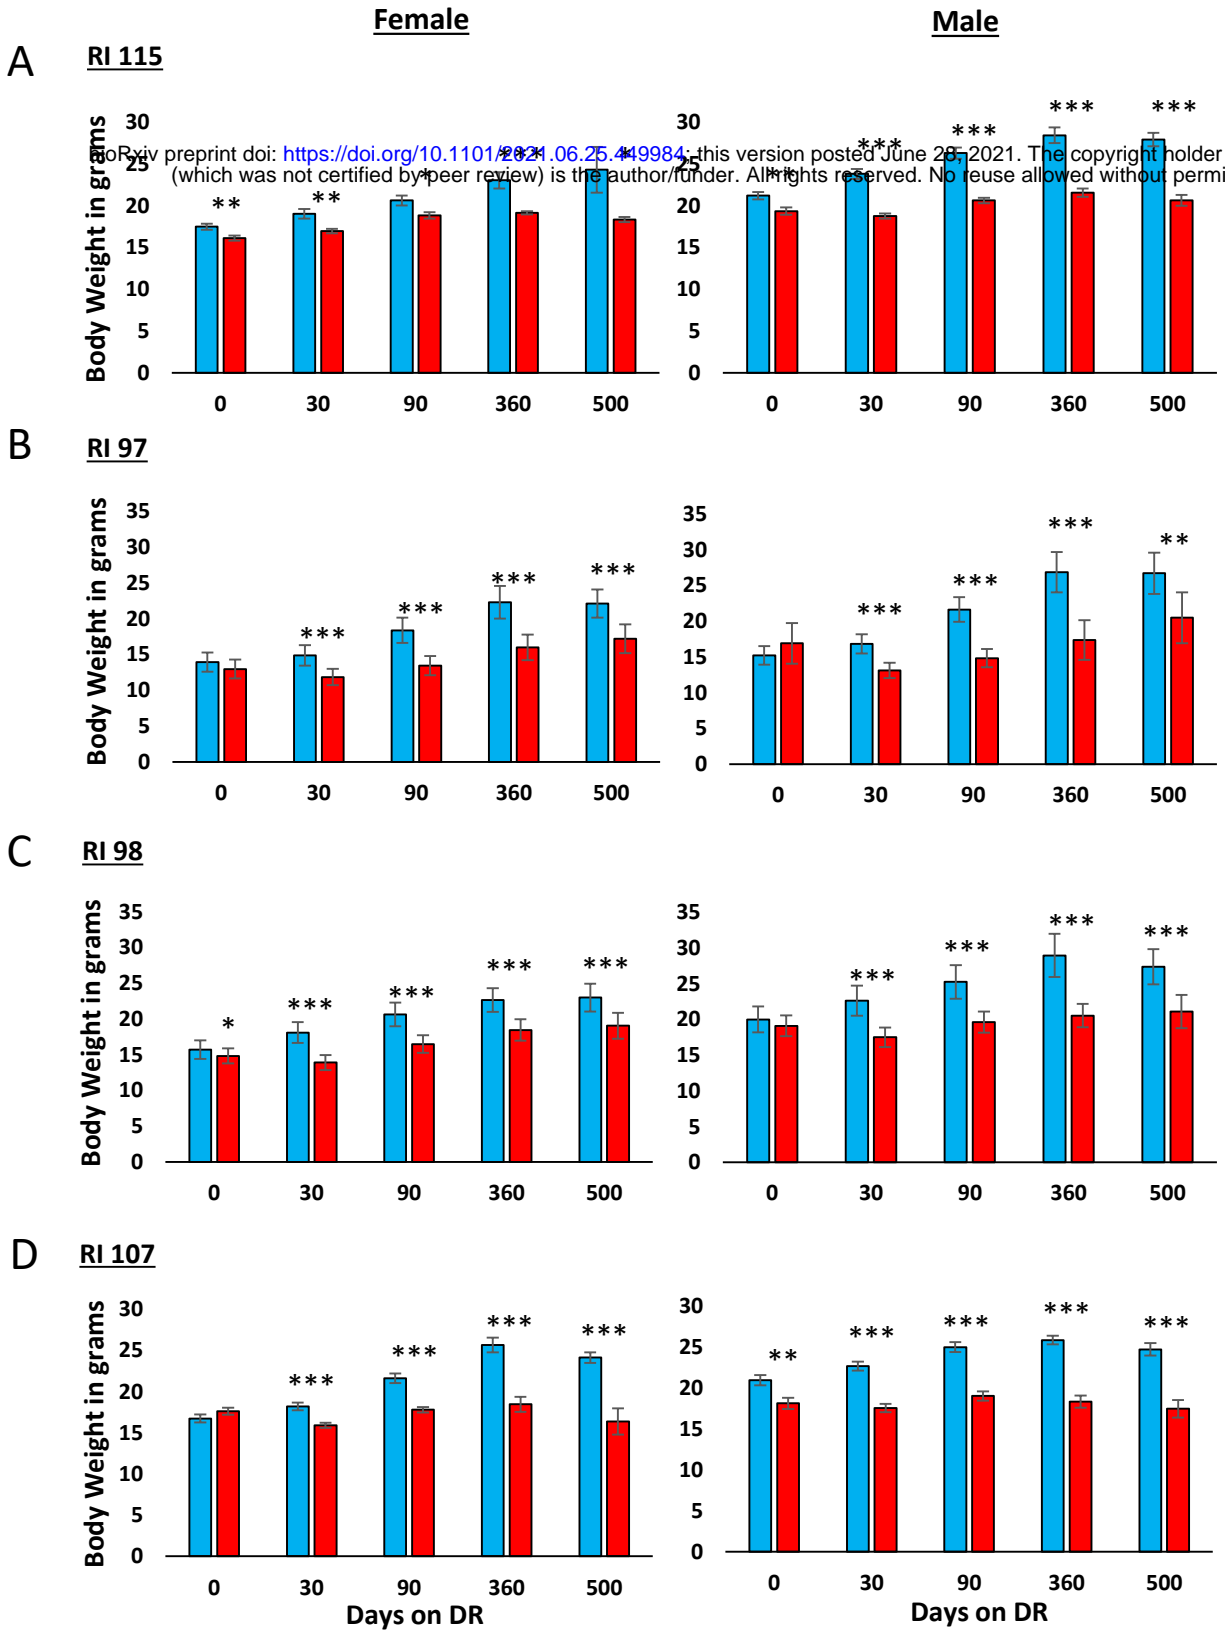 Female Male
A RI 115
Body Weight in grams
30
25
20
15
10
5
0
** ** * *** *
0 30 90 360 500
30
25
20
15
10
5
0
** *** *** *** ***
0 30 90 360 500
bioRxiv preprint doi: https://doi.org/10.1101/2021.06.25.449984; this version posted June 28, 2021. The copyright holder
(which was not certified by peer review) is the author/funder. All rights reserved. No reuse allowed without permi
B RI 97
Body Weight in grams
35
30
25
20
15
10
5
0
*** *** *** ***
0 30 90 360 500
35
30
25
20
15
10
5
0
*** *** *** **
0 30 90 360 500
C RI 98
Body Weight in grams
35
30
25
20
15
10
5
0
* *** *** *** ***
0 30 90 360 500
35
30
25
20
15
10
5
0
*** *** *** ***
0 30 90 360 500
D RI 107
Body Weight in grams
30
25
20
15
10
5
0
*** *** *** ***
0 30 90 360 500
Days on DR
30
25
20
15
10
5
0
** *** *** *** ***
0 30 90 360 500
Days on DR